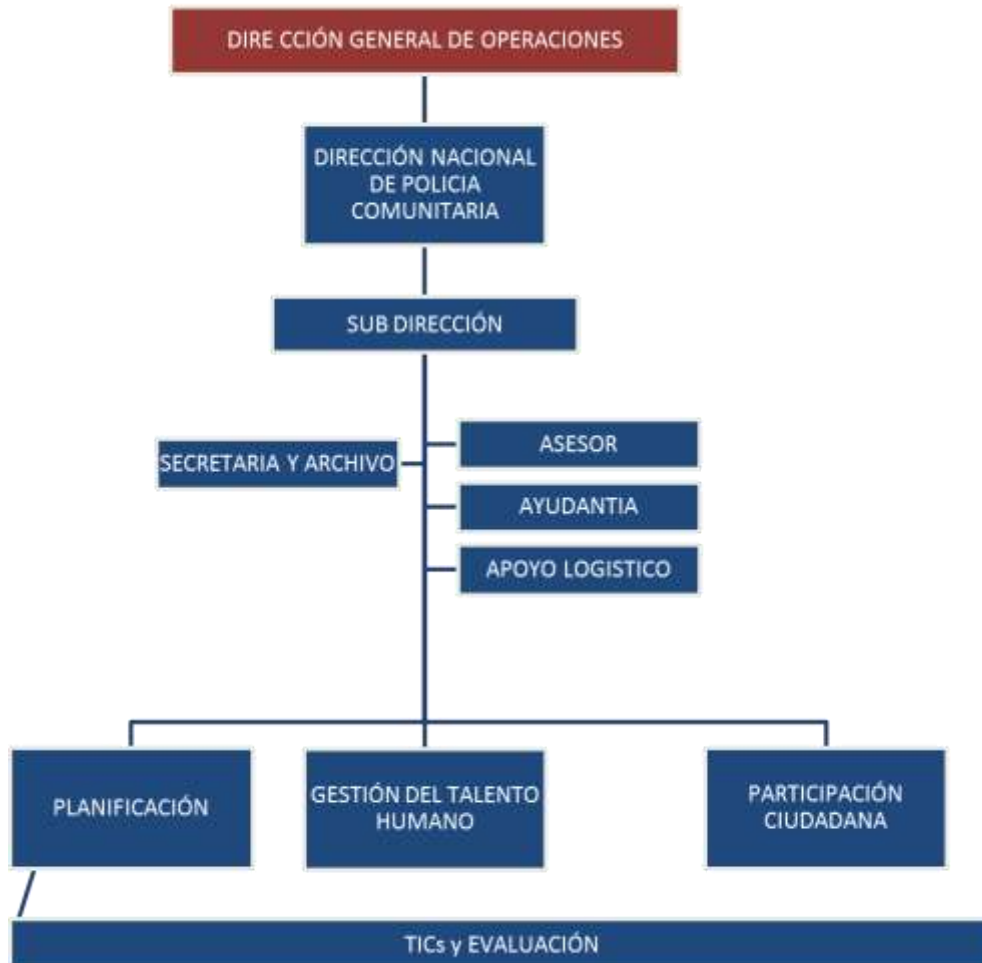 DIRE CCIÓN GENERAL DE OPERACIONES
DIRECCIÓN NACIONAL
DE POLICIA
COMUNITARIA
SUB DIRECCIÓN
SECRETARIA Y ARCHIVO
ASESOR
AYUDANTIA
APOYO LOGISTICO
PLANIFICACIÓN
GESTIÓN DEL TALENTO
HUMANO
PARTICIPACIÓN
CIUDADANA
TICs y EVALUACIÓN